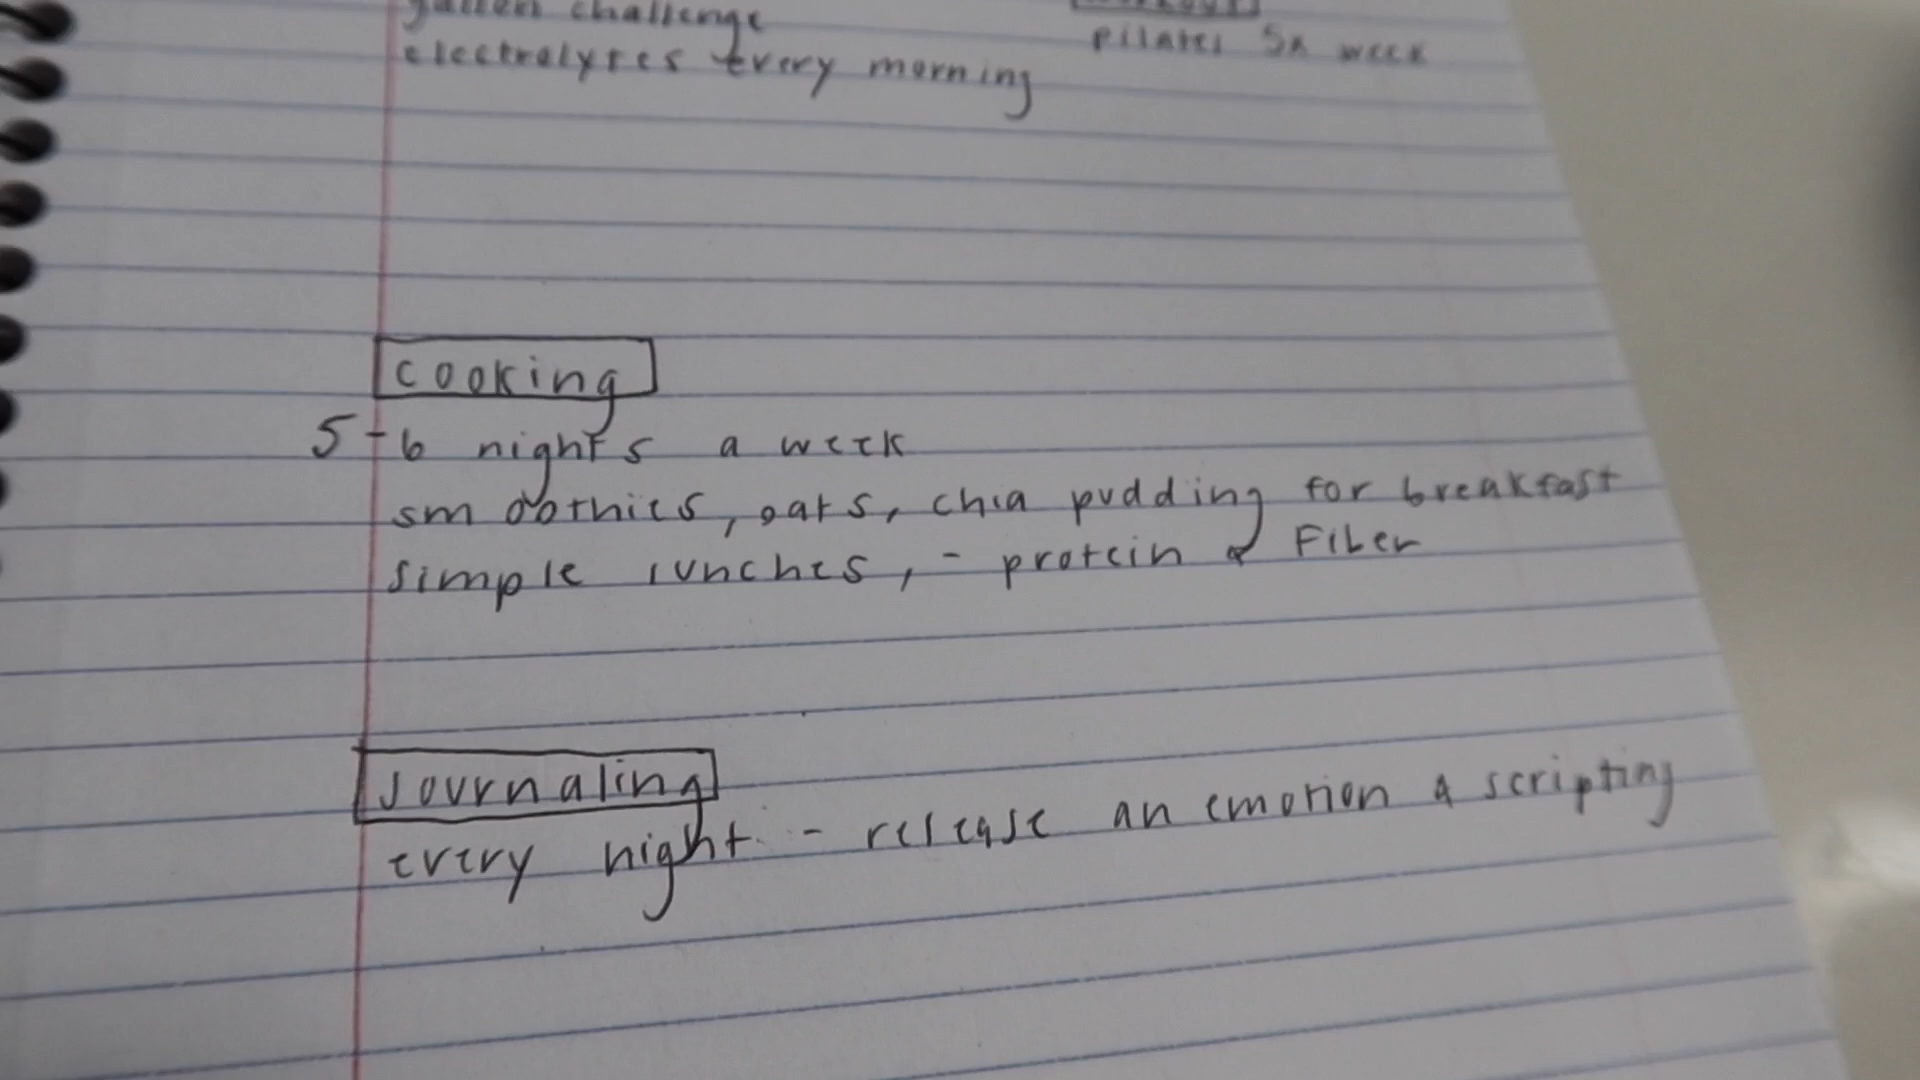 gallon challenge
electrolytes every morning
pilates 5x week
cooking
5-6 nights a week
smoothies, oats, chia pudding for breakfast
simple lunches, - protein & Fiber
Journaling
every night - release an emotion & scripting